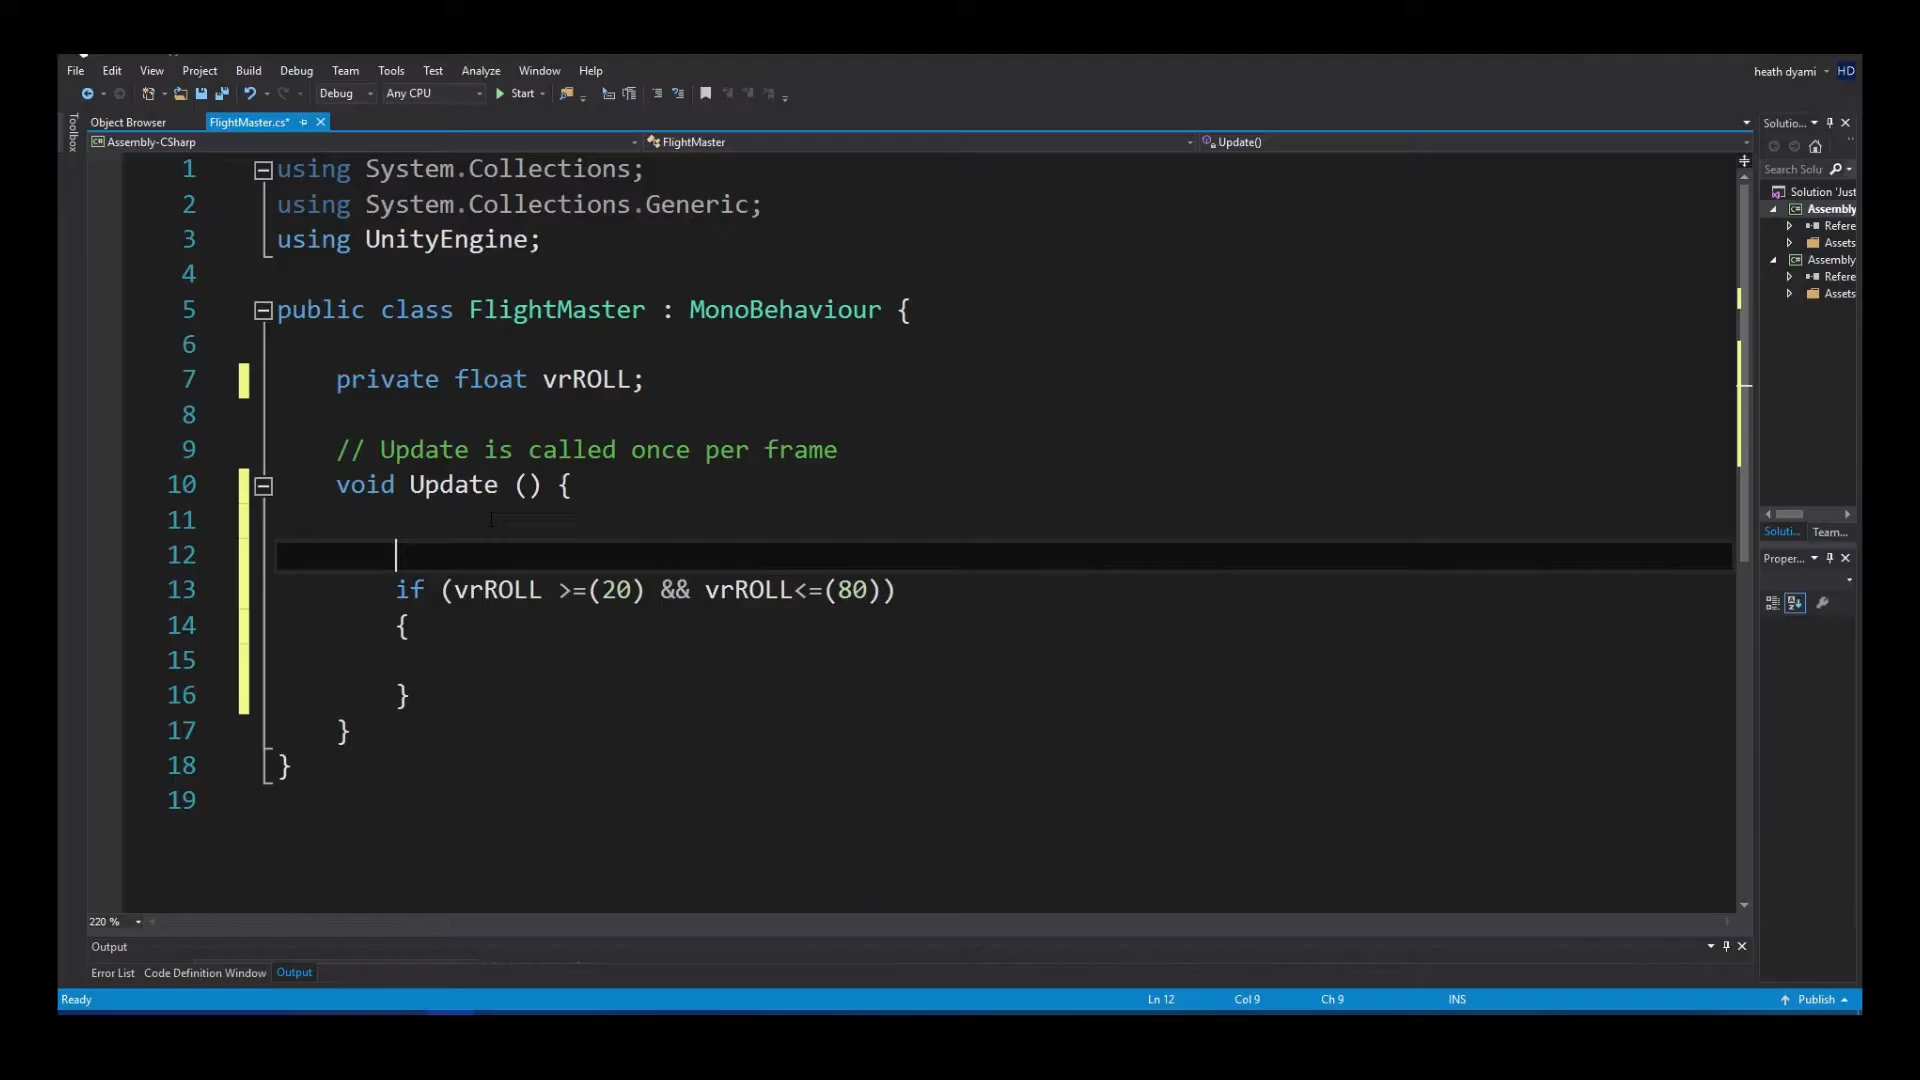 File Edit View Project Build Debug Team Tools Test Analyze Window Help
heath dyami HD
Debug Any CPU Start
Toolbox
Object Browser FlightMaster.cs*
Assembly-CSharp FlightMaster Update()
1 using System.Collections;
2 using System.Collections.Generic;
3 using UnityEngine;
4
5 public class FlightMaster : MonoBehaviour {
6
7 private float vrROLL;
8
9 // Update is called once per frame
10 void Update () {
11
12
13 if (vrROLL >=(20) && vrROLL<=(80))
14 {
15
16 }
17 }
18 }
19
220 %
Output
Error List Code Definition Window Output
Ready Ln 12 Col 9 Ch 9 INS Publish
Solutio...
Search Solu
Solution 'Just
Assembly
Refere
Assets
Assembly
Refere
Assets
Soluti... Team...
Proper...